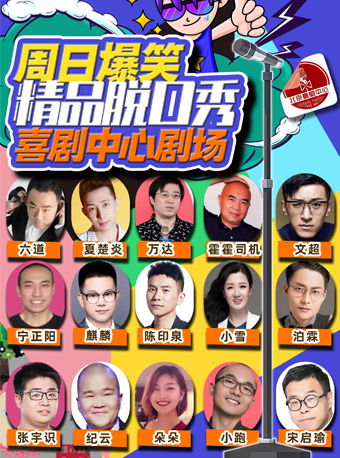 周日爆笑
精品脱口秀
喜剧中心剧场
六道 夏楚炎 万达 霍霍司机 文超
宁正阳 麒麟 陈印泉 小雪 泊霖
张宇识 纪云 朵朵 小跑 宋启瑜